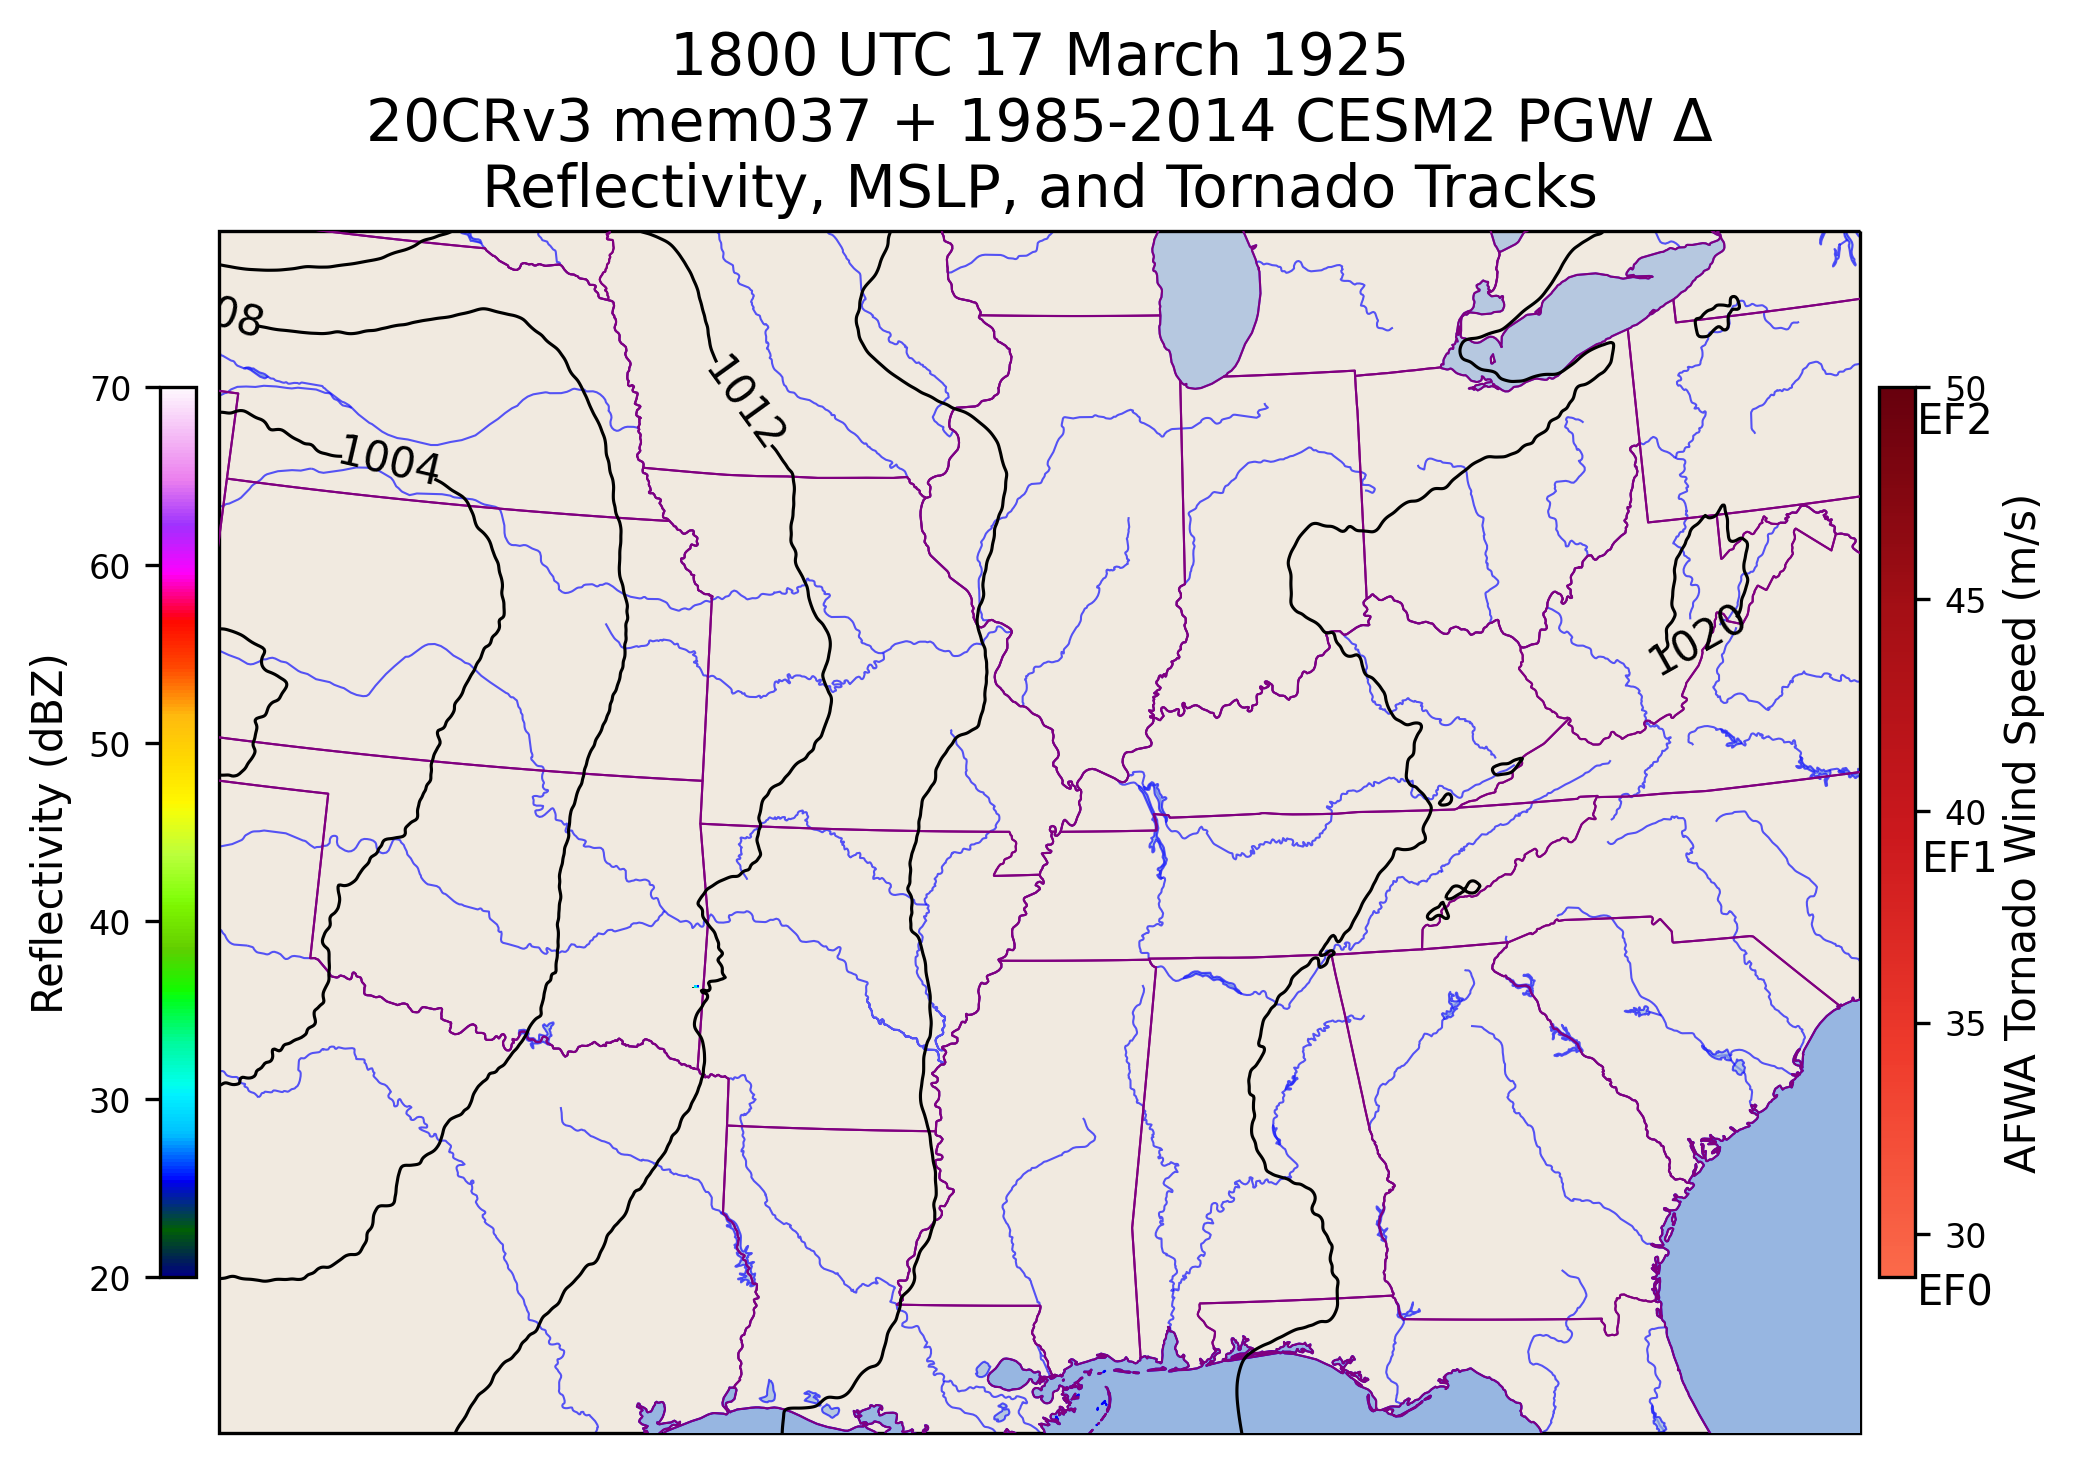 1800 UTC 17 March 1925
20CRv3 mem037 + 1985-2014 CESM2 PGW Δ
Reflectivity, MSLP, and Tornado Tracks
08
1012
1004
1020
70
60
50
40
30
20
Reflectivity (dBZ)
50
EF2
45
40
EF1
35
30
EF0
AFWA Tornado Wind Speed (m/s)